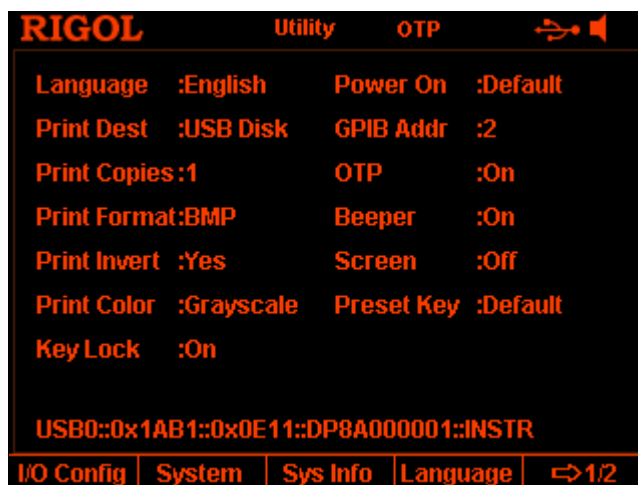 RIGOL Utility OTP
Language :English Power On :Default
Print Dest :USB Disk GPIB Addr :2
Print Copies:1 OTP :On
Print Format:BMP Beeper :On
Print Invert :Yes Screen :Off
Print Color :Grayscale Preset Key :Default
Key Lock :On
USB0::0x1AB1::0x0E11::DP8A000001::INSTR
I/O Config System Sys Info Language ⇨1/2